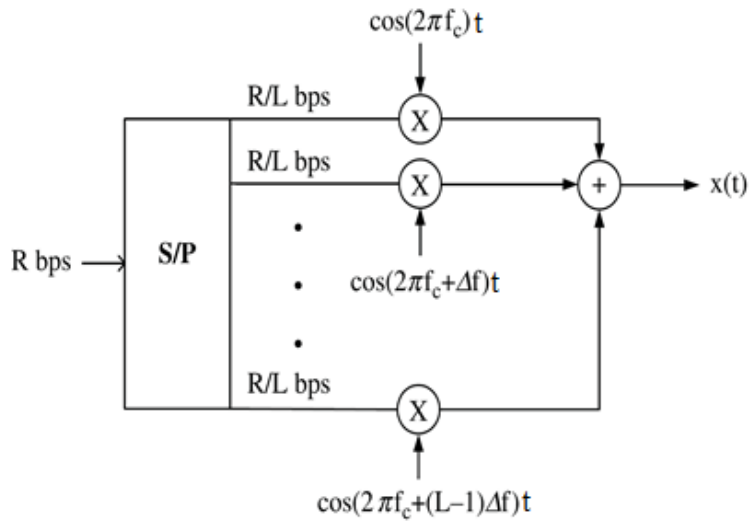 cos(2πf_c)t
R/L bps
X
R/L bps
X
+
x(t)
R bps
S/P
cos(2πf_c+Δf)t
R/L bps
X
cos(2πf_c+(L–1)Δf)t